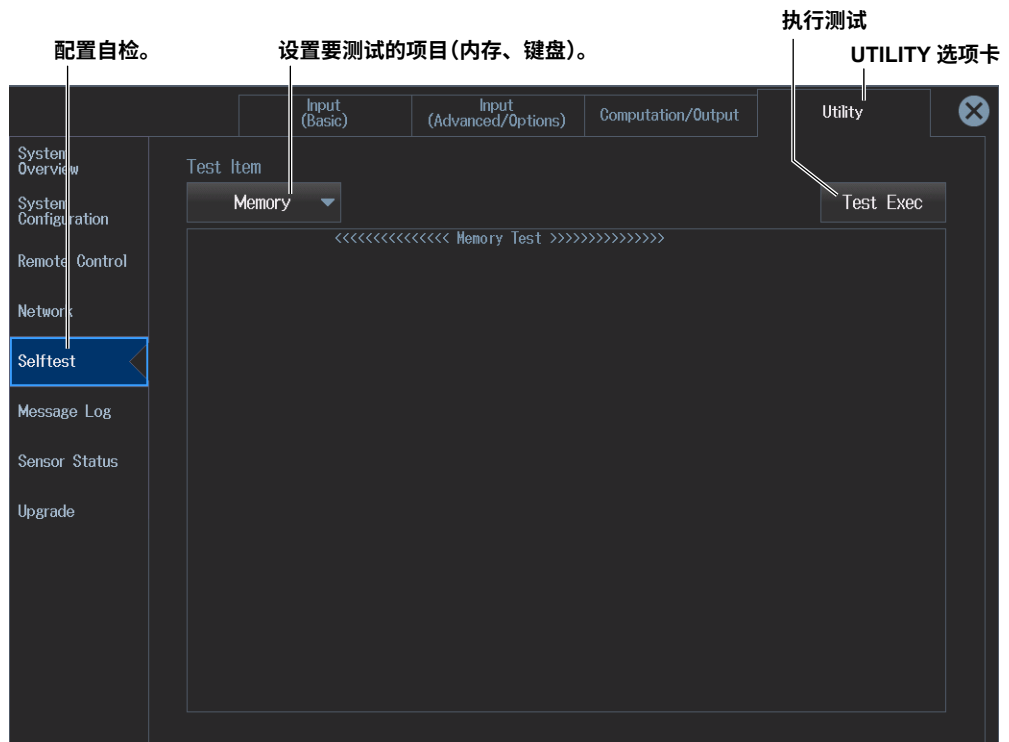 执行测试
配置自检。
设置要测试的项目(内存、键盘)。
UTILITY 选项卡
Input
(Basic)
Input
(Advanced/Options)
Computation/Output
Utility
System
Overview
Test Item
System
Configuration
Memory
Test Exec
<<<<<<<<<<<<<<< Memory Test >>>>>>>>>>>>>>>
Remote Control
Network
Selftest
Message Log
Sensor Status
Upgrade